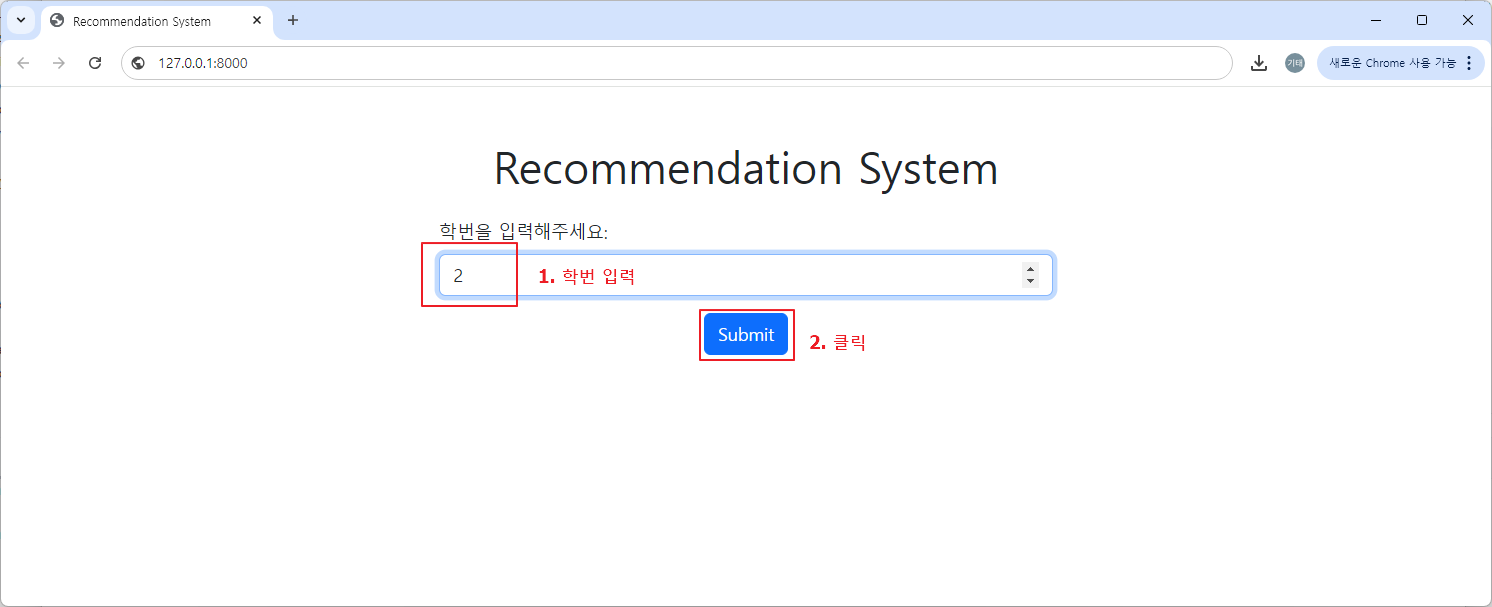 Recommendation System
127.0.0.1:8000
기태
새로운 Chrome 사용 가능
Recommendation System
학번을 입력해주세요:
2
1. 학번 입력
Submit
2. 클릭